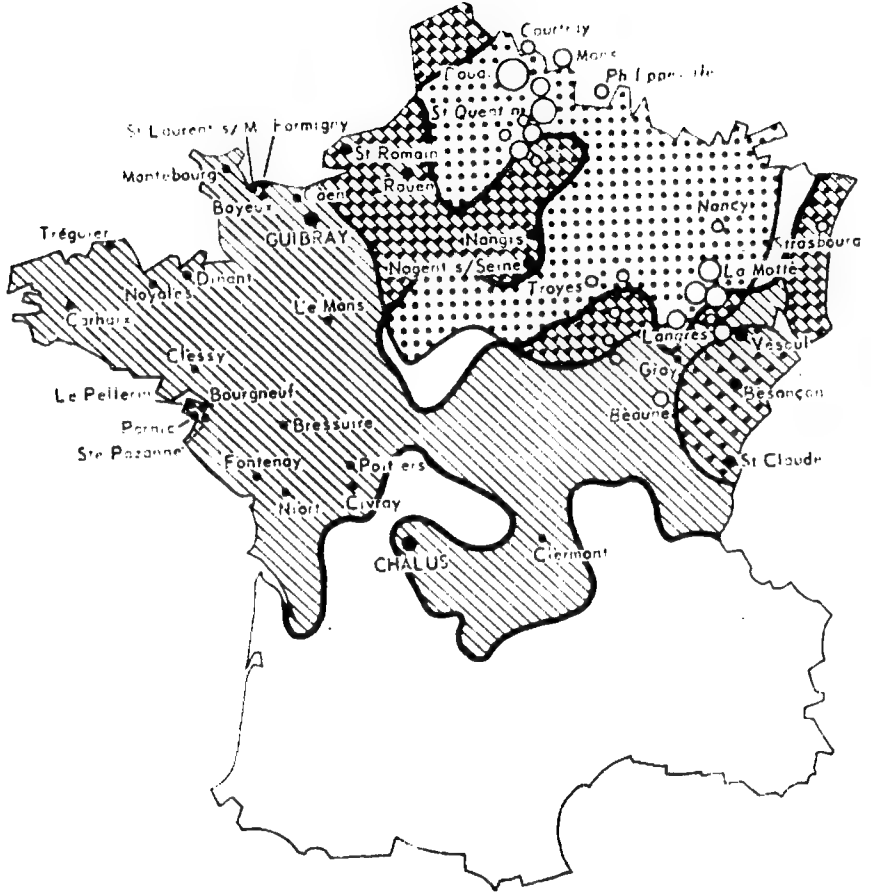 Courtray
Mons
St Quentin
St Laurent s/M Formigny
St Romain
Montebourg
Rouen
Caen
Bayeux
Nancy
GUIBRAY
Tréguier
Nangis
Strasbourg
Nogent s/Seine
La Motte
Dinant
Troyes
Noyales
Le Mans
Carhaix
Langres
Vesoul
Clessy
Gray
Le Pellerin
Bourgneuf
Besançon
Beaune
Pornic
Bressuire
Ste Pazanne
Fontenay
Poitiers
St Claude
Niort
Civray
CHALUS
Clermont